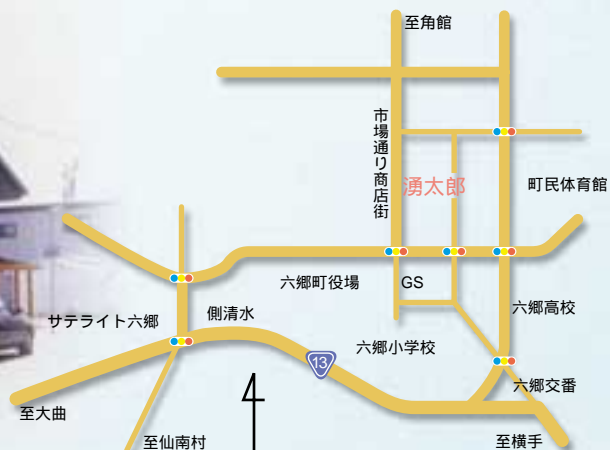 至角館
市場通り商店街
湧太郎
町民体育館
六郷町役場
GS
六郷高校
側清水
サテライト六郷
六郷小学校
13
六郷交番
至大曲
至仙南村
至横手